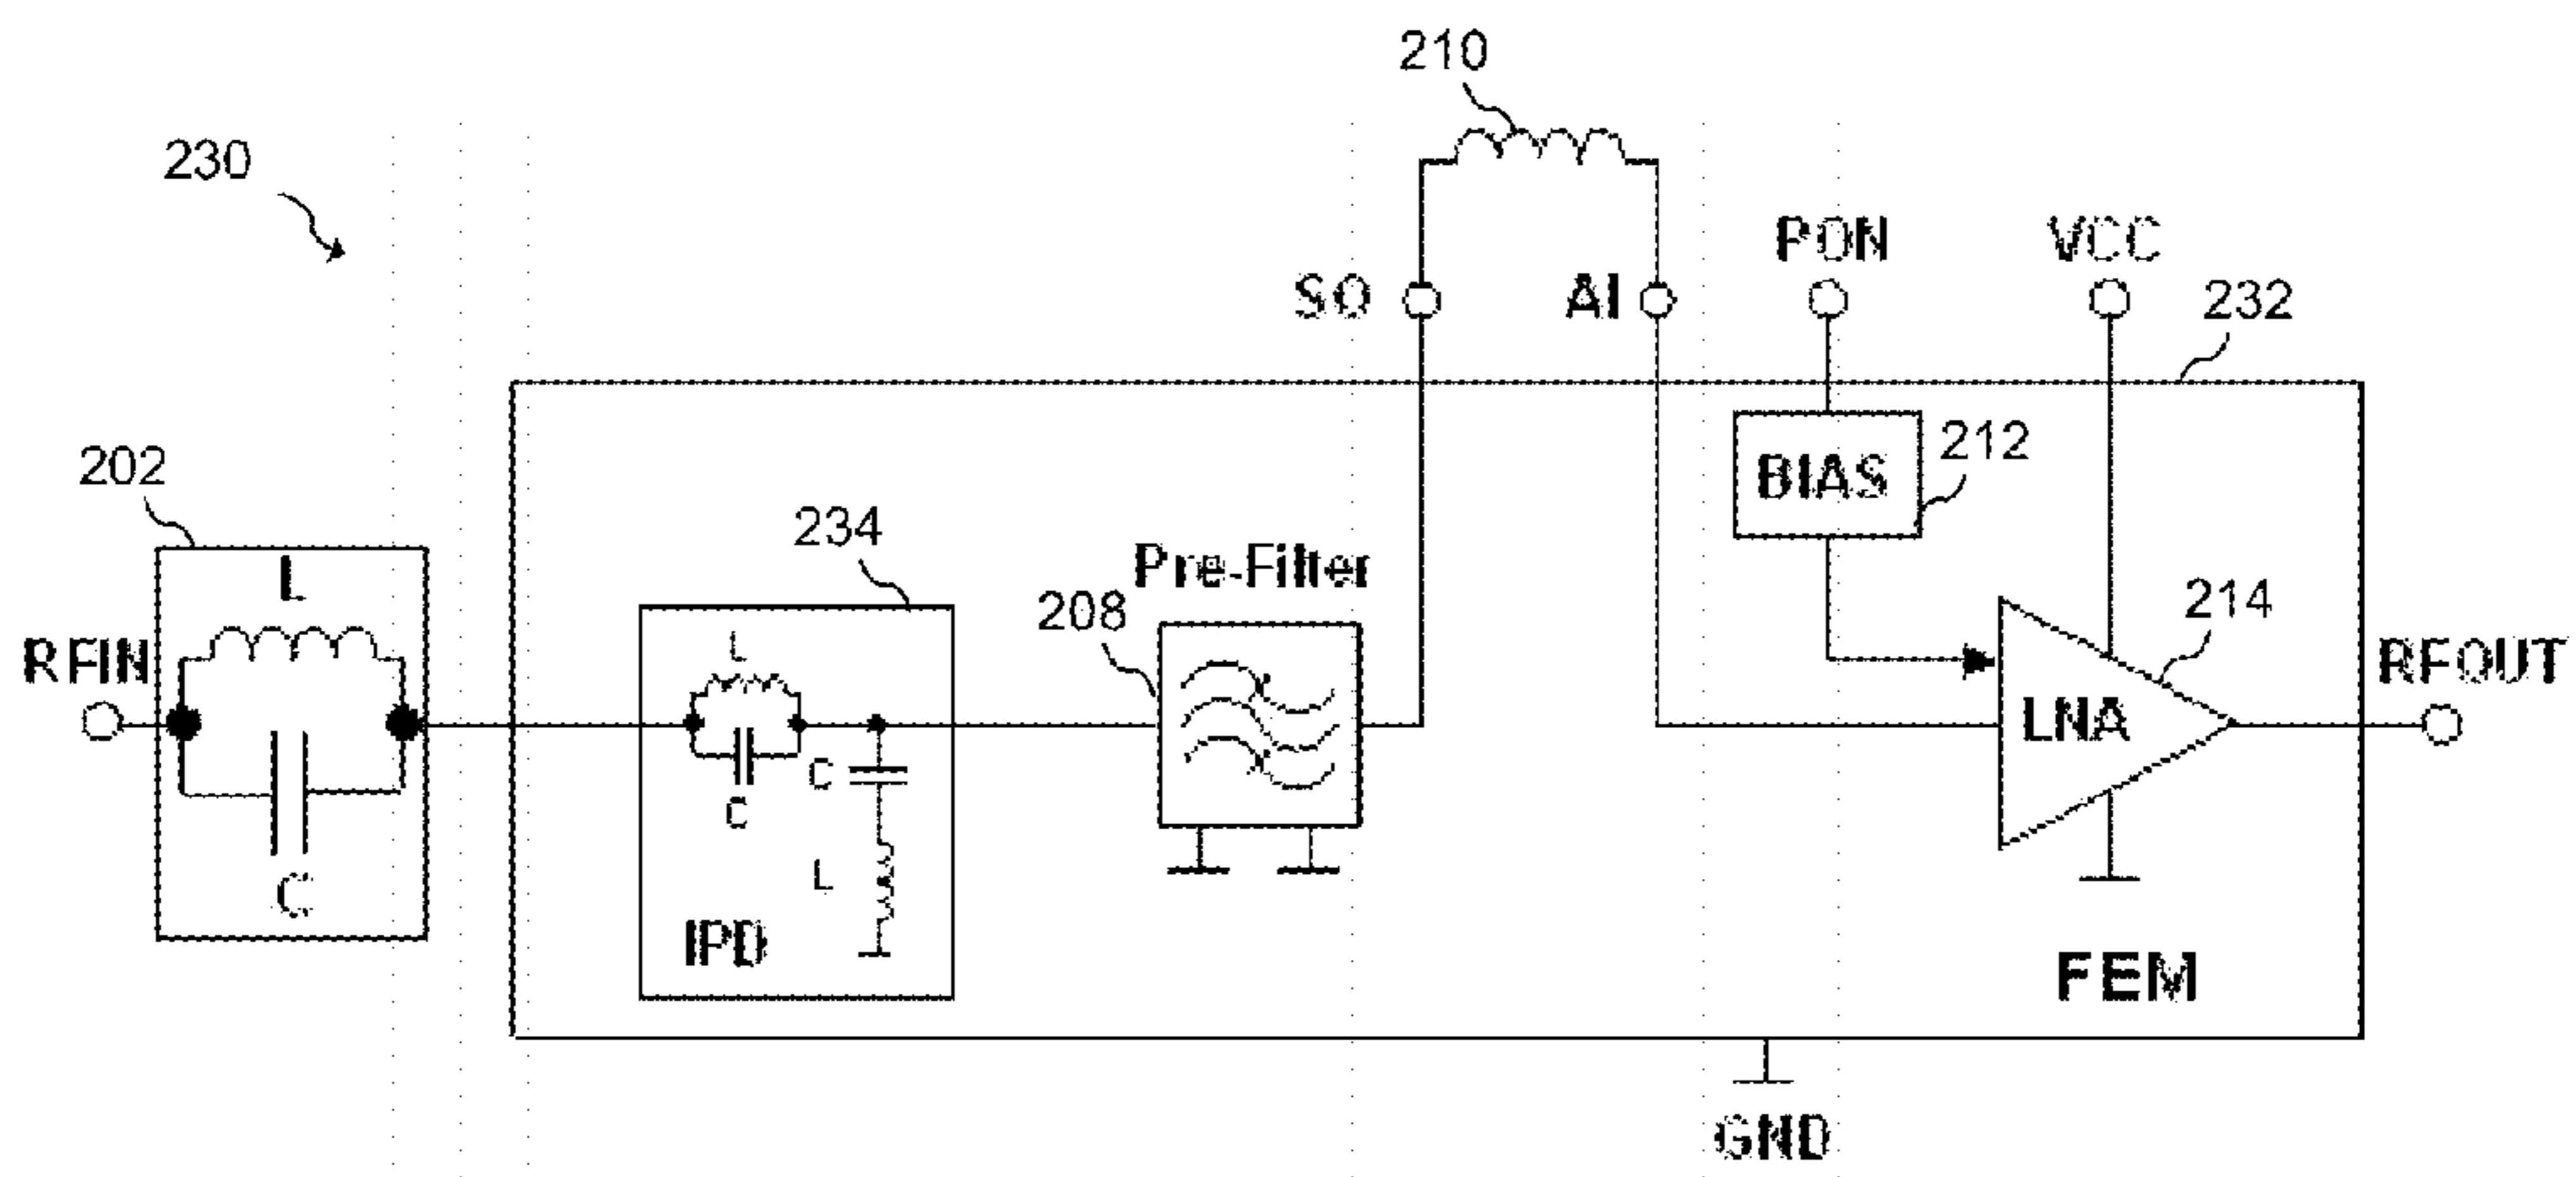 210
230
PON
VCC
SO
AI
232
202
BIAS
212
234
Pre-Filter
L
208
214
RFIN
L
RFOUT
LNA
C
C
C
L
IPD
FEM
GND